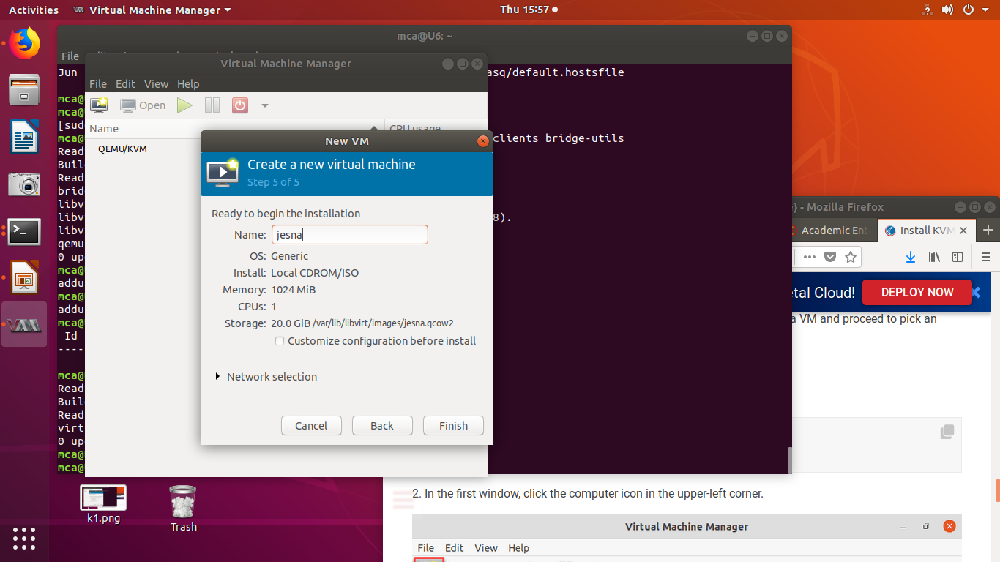 Activities Virtual Machine Manager Thu 15:57
mca@U6: ~
File
Virtual Machine Manager
File Edit View Help
Open
Name CPU usage
QEMU/KVM
Jun asq/default.hostsfile
mca@
mca@
[sud
mca@ clients bridge-utils
Read
Buil
Read
brid
libv
libv 8).
libv
qemu
0 upg
mca@
addu
mca@
addu
mca@
Id
----
mca@
Read
Buil
Read
virt
0 upg
mca@
mca@
New VM
Create a new virtual machine
Step 5 of 5
Ready to begin the installation
Name: jesna
OS: Generic
Install: Local CDROM/ISO
Memory: 1024 MiB
CPUs: 1
Storage: 20.0 GiB /var/lib/libvirt/images/jesna.qcow2
Customize configuration before install
Network selection
Cancel Back Finish
} - Mozilla Firefox
Academic Ent Install KVM
etal Cloud! DEPLOY NOW
a VM and proceed to pick an
2. In the first window, click the computer icon in the upper-left corner.
Virtual Machine Manager
File Edit View Help
k1.png
Trash